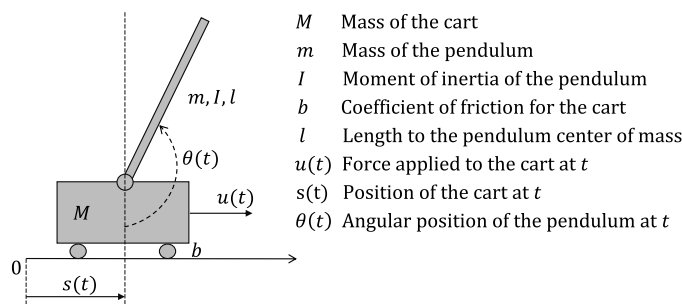 m, I, l
θ(t)
u(t)
M
b
0
s(t)
M Mass of the cart
m Mass of the pendulum
I Moment of inertia of the pendulum
b Coefficient of friction for the cart
l Length to the pendulum center of mass
u(t) Force applied to the cart at t
s(t) Position of the cart at t
θ(t) Angular position of the pendulum at t